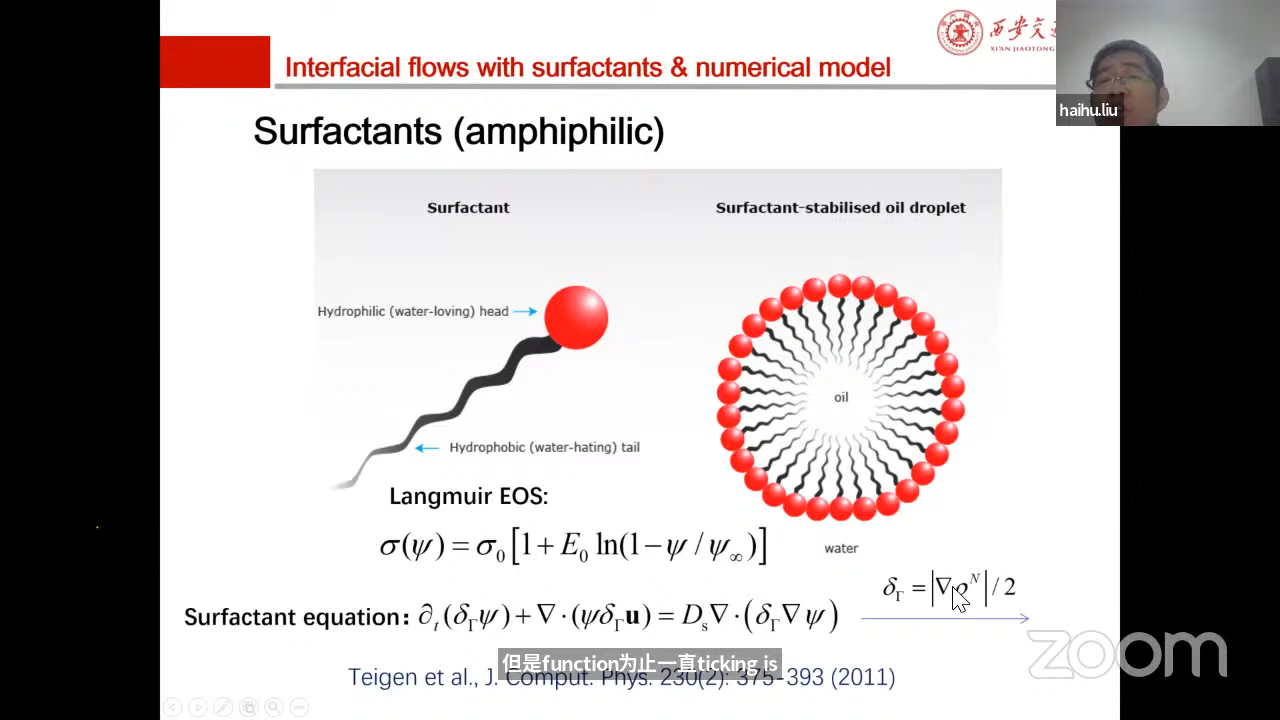 Interfacial flows with surfactants & numerical model
西安交
XI'AN JIAOTONG
haihu.liu
Surfactants (amphiphilic)
Surfactant
Surfactant-stabilised oil droplet
Hydrophilic (water-loving) head
oil
Hydrophobic (water-hating) tail
Langmuir EOS:
σ(ψ) = σ₀[1+ E₀ ln(1−ψ / ψ∞)]
water
δ_Γ = |∇ρ^N| / 2
Surfactant equation: ∂ₜ(δ_Γψ) + ∇·(ψδ_Γ𝐮) = Dₛ∇·(δ_Γ∇ψ)
但是function为止一直ticking is
Teigen et al., J. Comput. Phys. 230(2): 375-393 (2011)
zoom